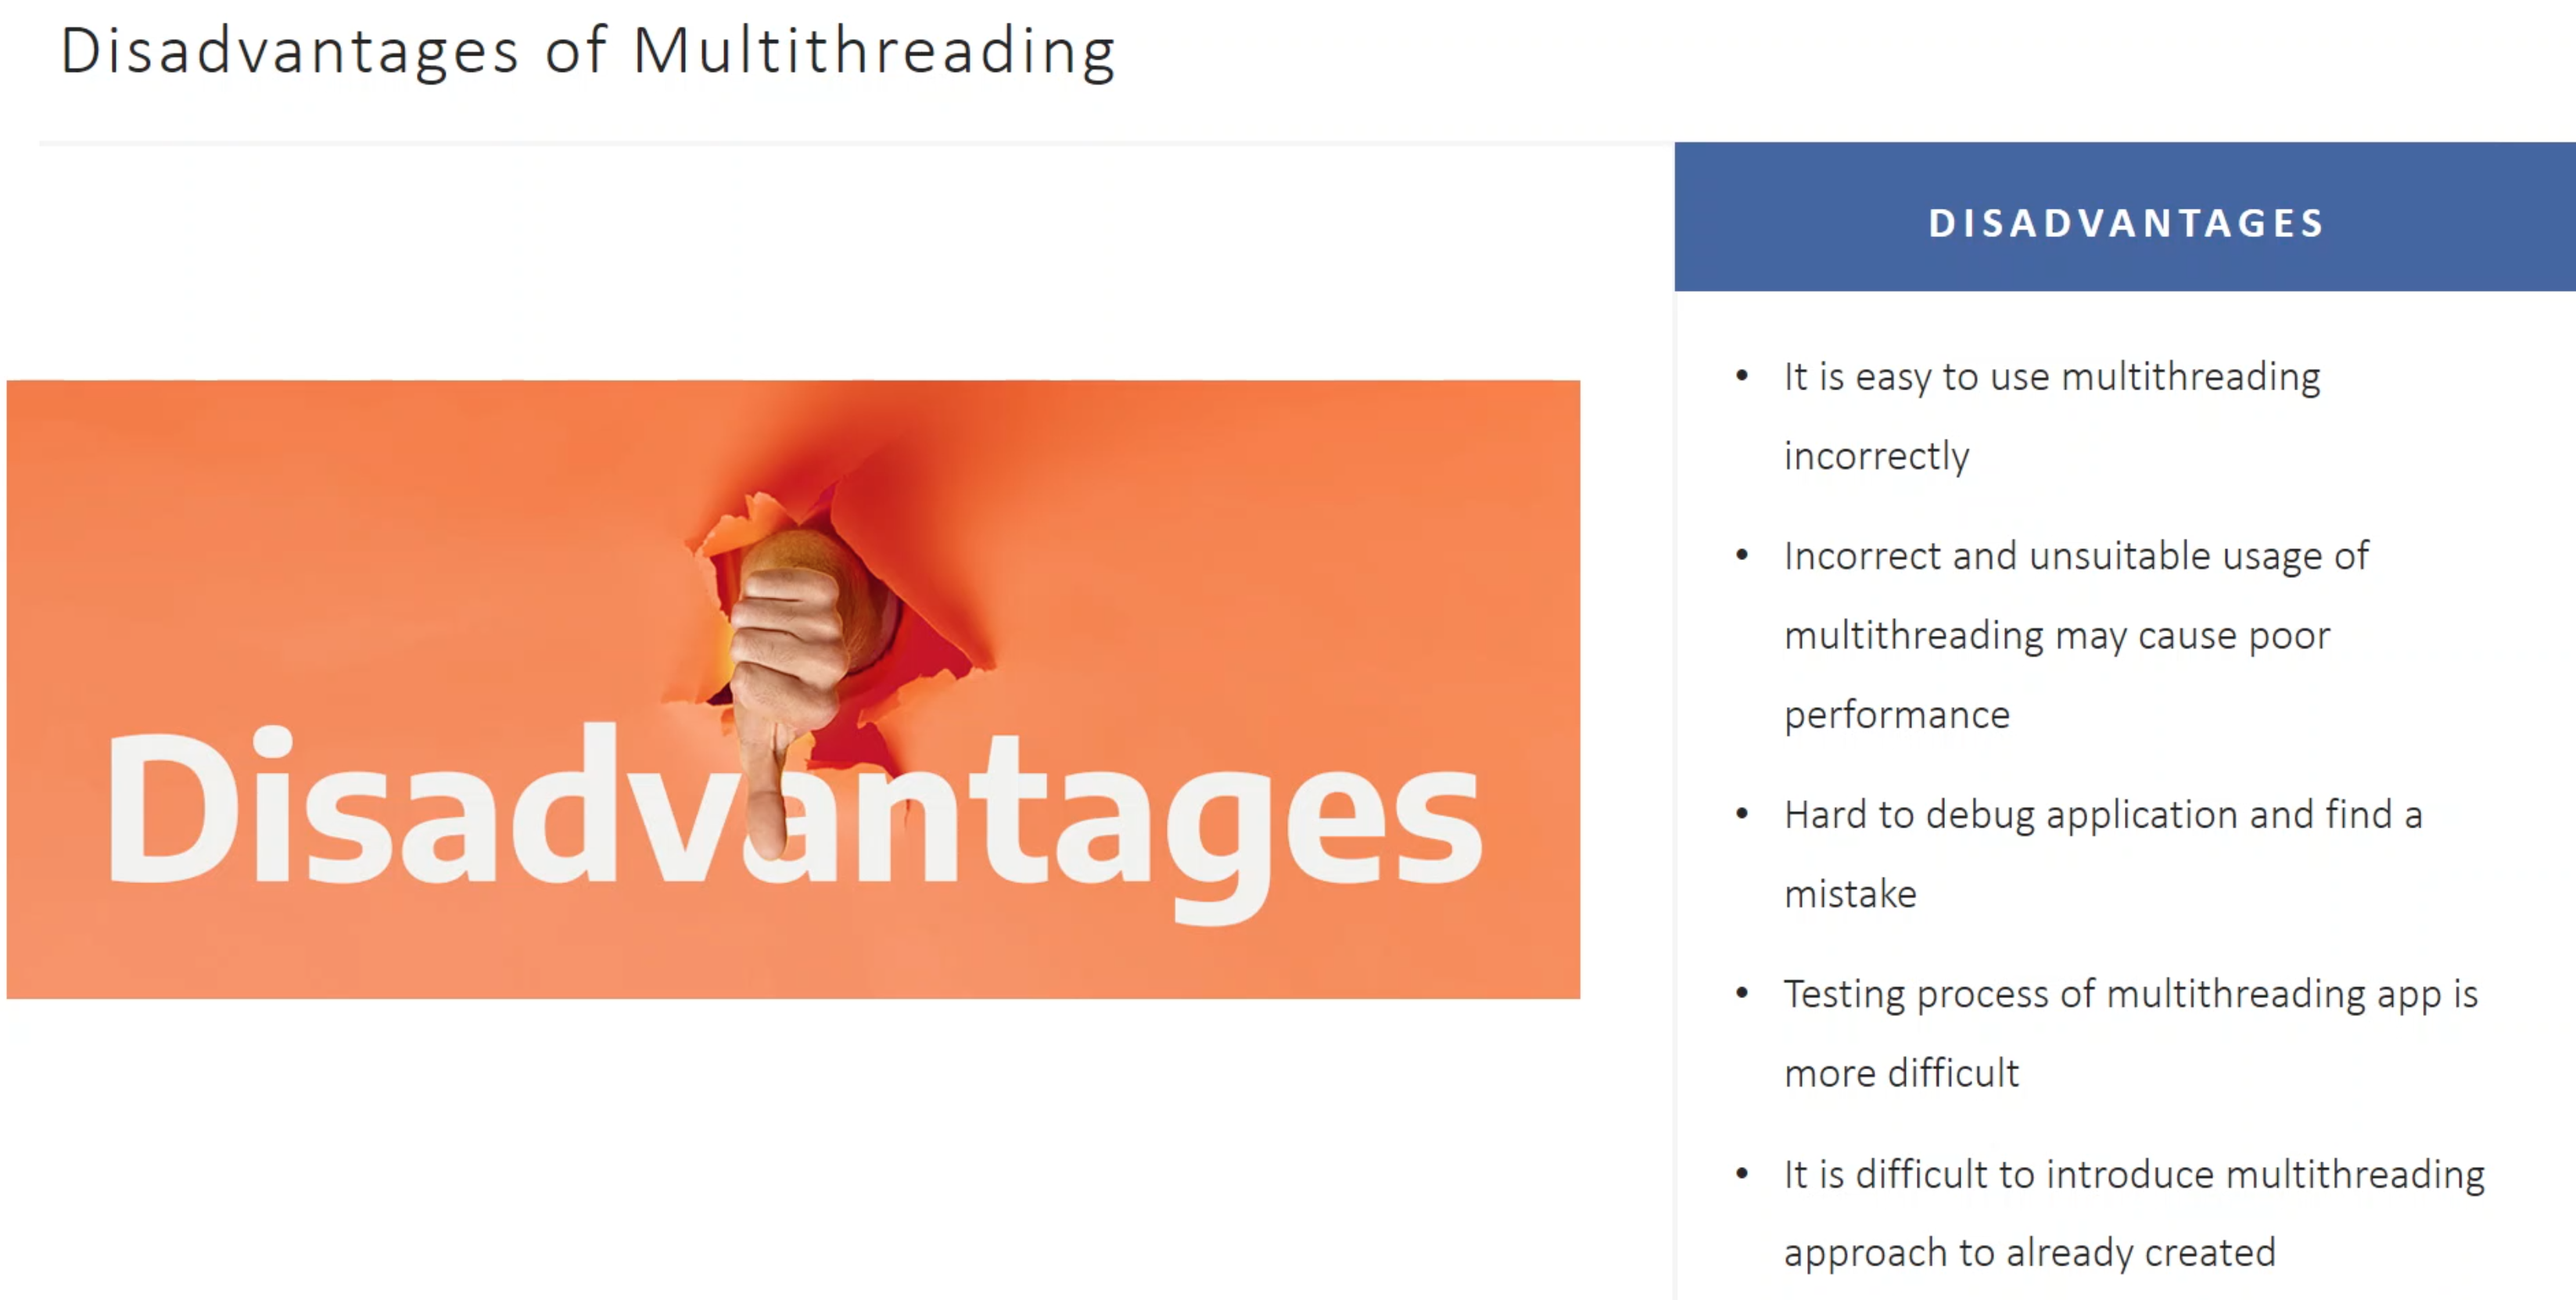 Disadvantages of Multithreading
DISADVANTAGES
Disadvantages
• It is easy to use multithreading
incorrectly
• Incorrect and unsuitable usage of
multithreading may cause poor
performance
• Hard to debug application and find a
mistake
• Testing process of multithreading app is
more difficult
• It is difficult to introduce multithreading
approach to already created